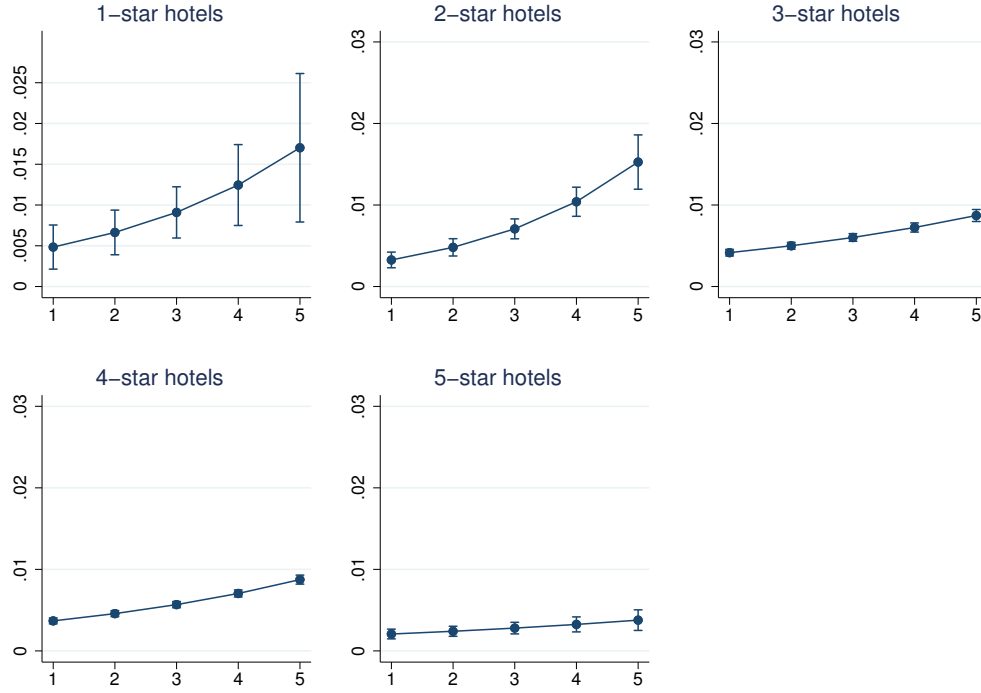 1−star hotels
.025
.02
.015
.01
.005
0
1 2 3 4 5
2−star hotels
.03
.02
.01
0
1 2 3 4 5
3−star hotels
.03
.02
.01
0
1 2 3 4 5
4−star hotels
.03
.02
.01
0
1 2 3 4 5
5−star hotels
.03
.02
.01
0
1 2 3 4 5